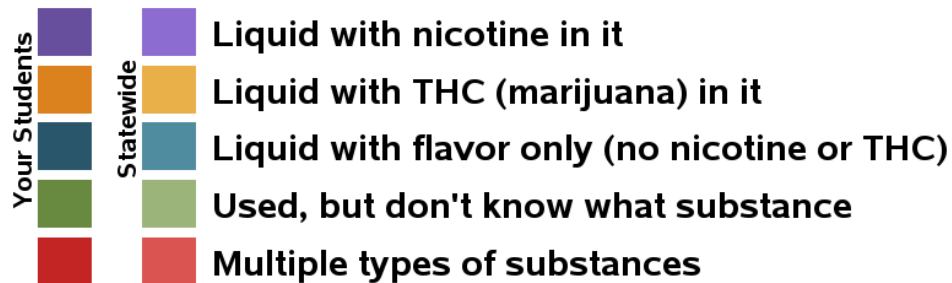 Your Students
Statewide
Liquid with nicotine in it
Liquid with THC (marijuana) in it
Liquid with flavor only (no nicotine or THC)
Used, but don't know what substance
Multiple types of substances